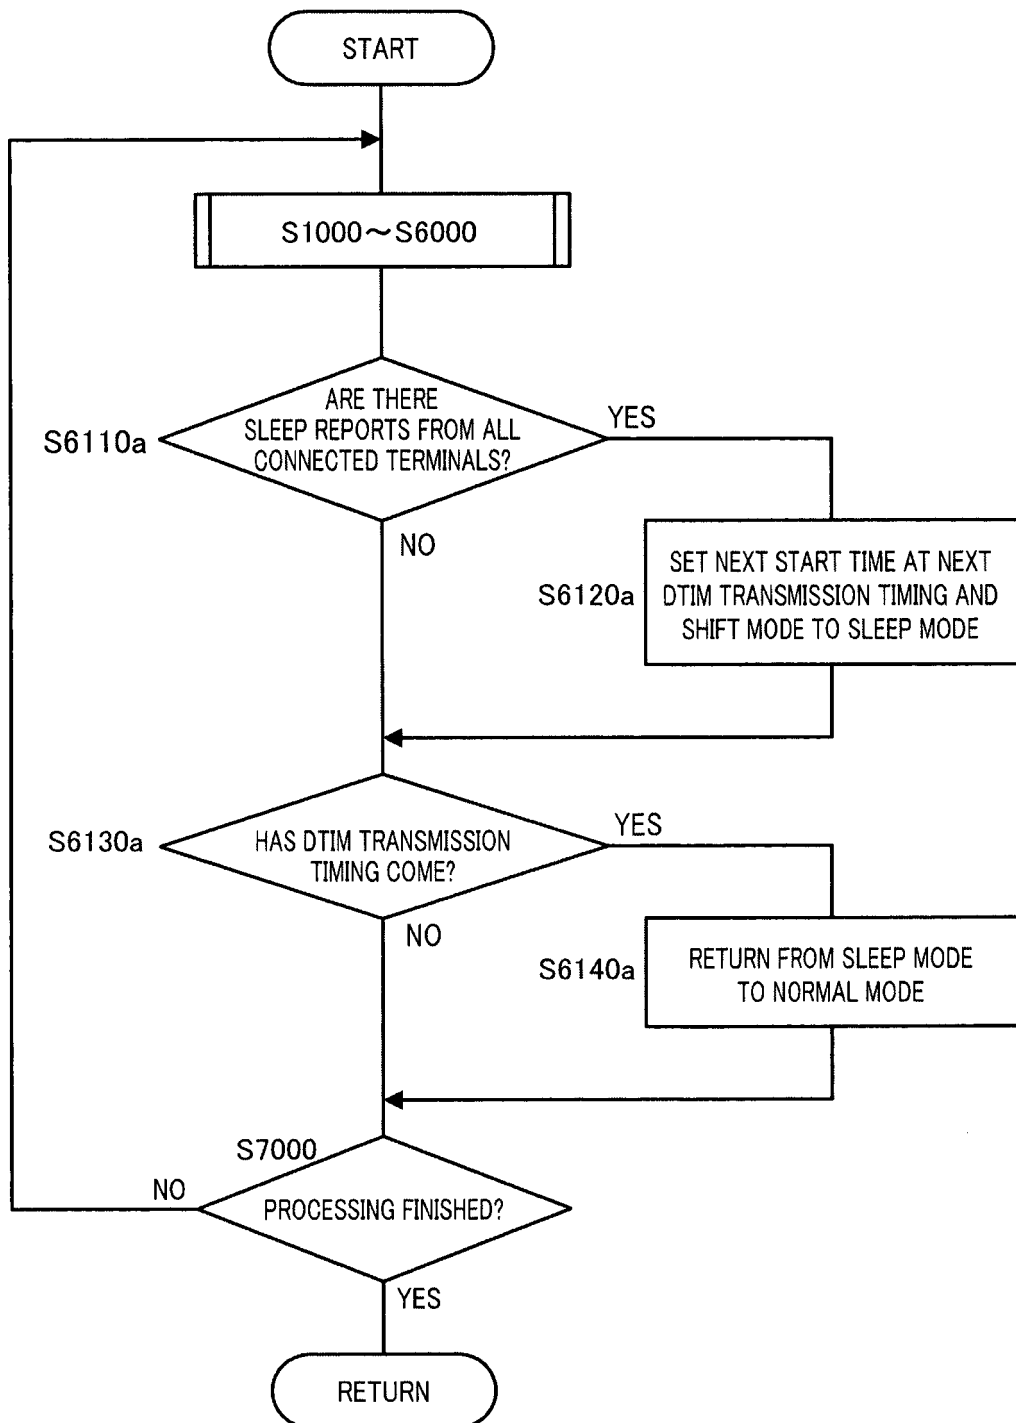 START
S1000～S6000
S6110a
ARE THERE
SLEEP REPORTS FROM ALL
CONNECTED TERMINALS?
YES
NO
S6120a
SET NEXT START TIME AT NEXT
DTIM TRANSMISSION TIMING AND
SHIFT MODE TO SLEEP MODE
S6130a
HAS DTIM TRANSMISSION
TIMING COME?
YES
NO
S6140a
RETURN FROM SLEEP MODE
TO NORMAL MODE
S7000
NO
PROCESSING FINISHED?
YES
RETURN